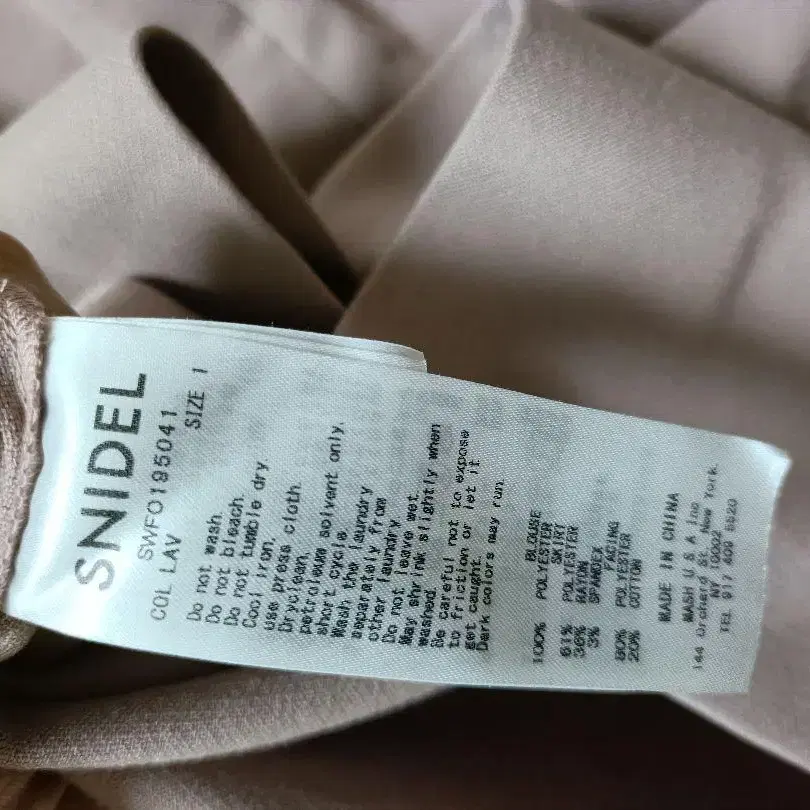 SNIDEL
SWFO195041
COL LAV SIZE 1
Do not wash.
Do not bleach.
Do not tumble dry.
Cool iron,
use press cloth.
Dryclean,
petroleum solvent only,
short cycle.
Wash the laundry
separately from
other laundry
Do not leave wet.
May shrink slightly when
washed.
Be careful not to expose
to friction or let it
get caught.
Dark colors may run.
BLOUSE
100% POLYESTER
SKIRT
61% POLYESTER
36% RAYON
3% SPANDEX
FACING
80% POLYESTER
20% COTTON
MADE IN CHINA
MASH U S A Inc
144 Orchard St., New York,
NY 10002
TEL 917 409 5520